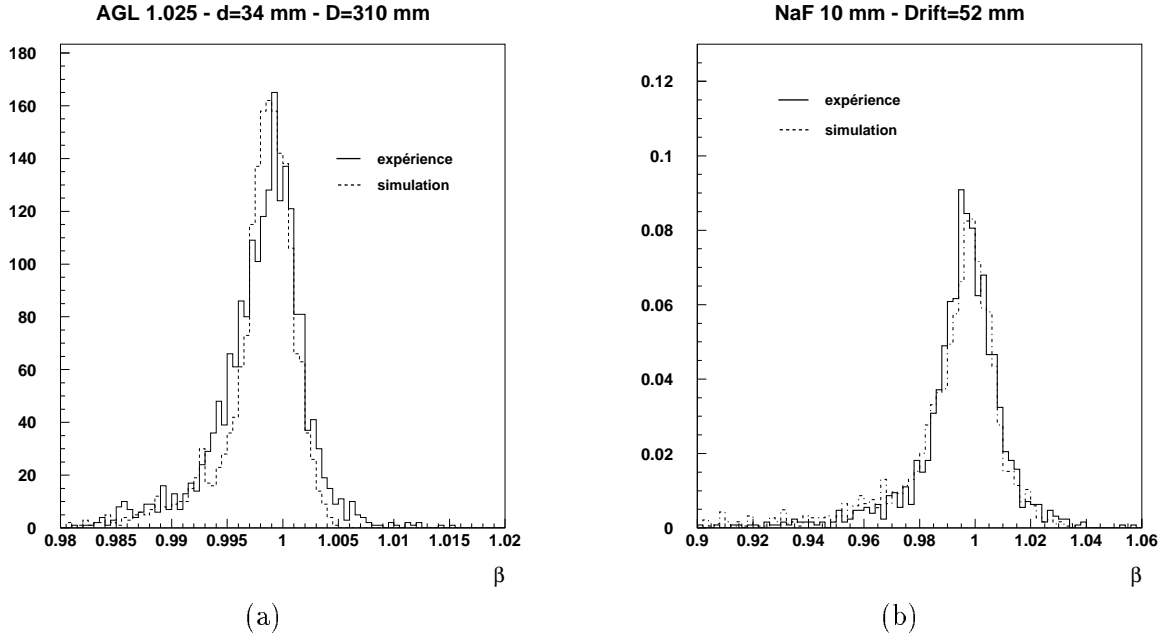 AGL 1.025 - d=34 mm - D=310 mm
180
160
140
120
100
80
60
40
20
0
expérience
simulation
0.98 0.985 0.99 0.995 1 1.005 1.01 1.015 1.02
β
(a)
NaF 10 mm - Drift=52 mm
0.12
0.1
0.08
0.06
0.04
0.02
0
expérience
simulation
0.9 0.92 0.94 0.96 0.98 1 1.02 1.04 1.06
β
(b)